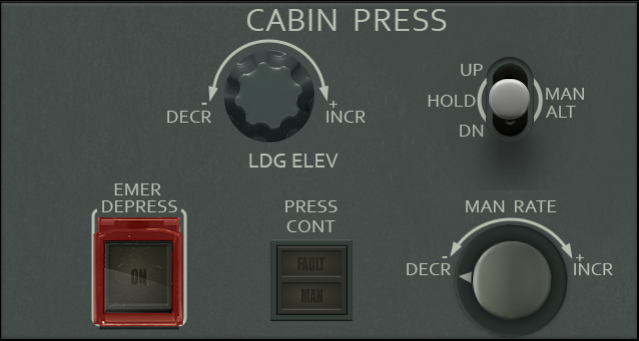 CABIN PRESS
UP
HOLD
DN
MAN
ALT
DECR
-
+
INCR
LDG ELEV
EMER
DEPRESS
ON
PRESS
CONT
FAULT
MAN
MAN RATE
DECR
-
+
INCR